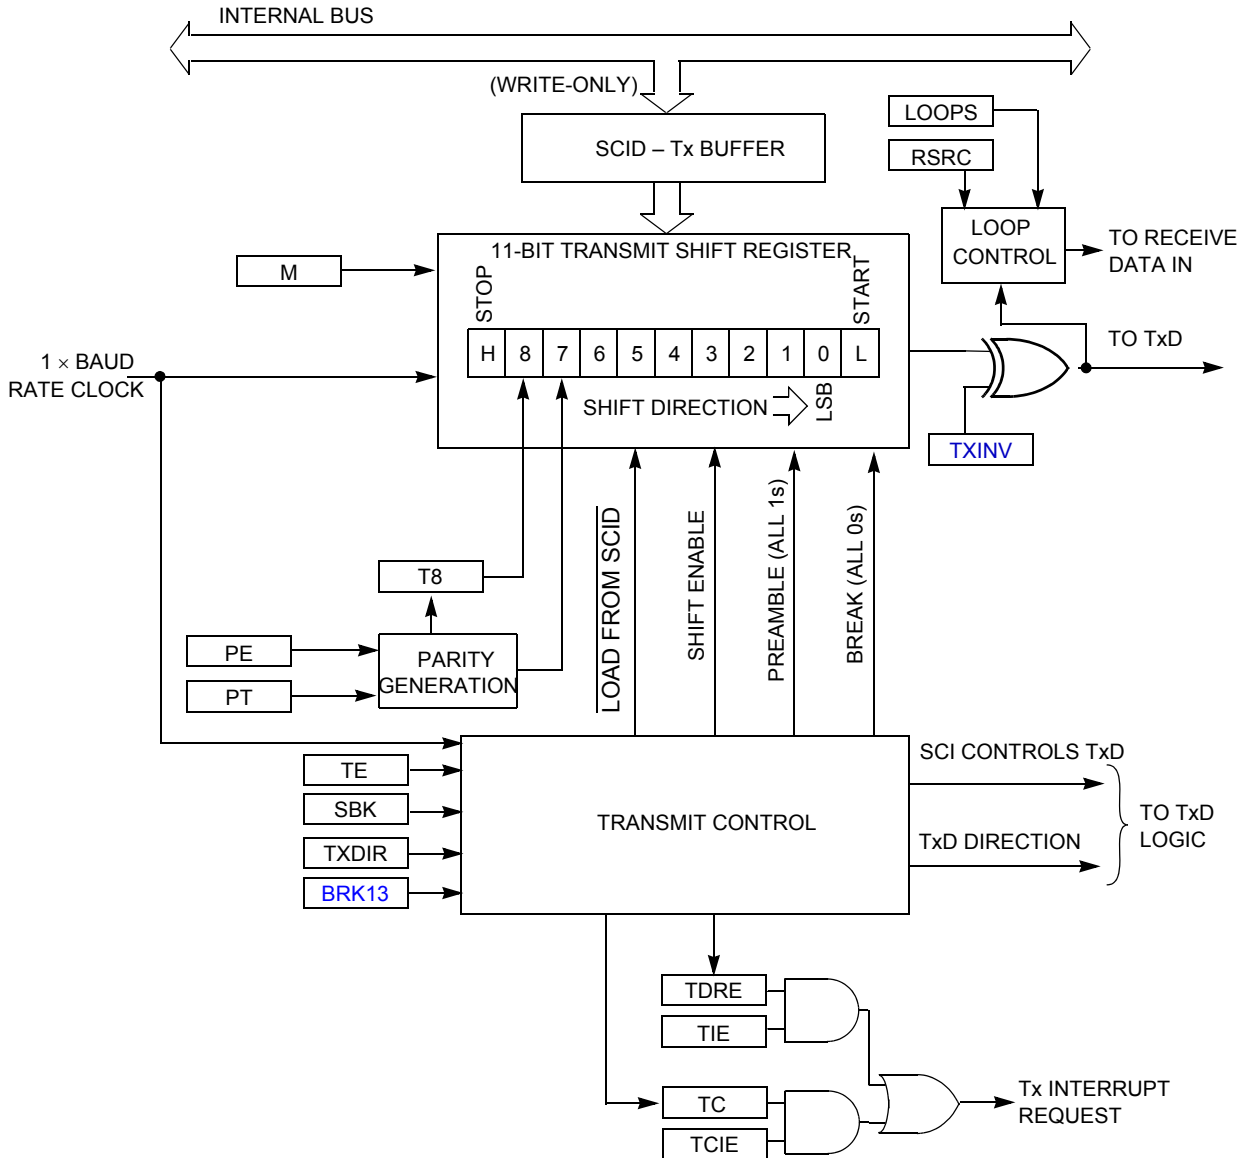 INTERNAL BUS
(WRITE-ONLY)
SCID – Tx BUFFER
LOOPS
RSRC
LOOP
CONTROL
TO RECEIVE
DATA IN
11-BIT TRANSMIT SHIFT REGISTER
M
STOP
START
H 8 7 6 5 4 3 2 1 0 L
1 × BAUD
RATE CLOCK
TO TxD
SHIFT DIRECTION
LSB
TXINV
T8
LOAD FROM SCID
SHIFT ENABLE
PREAMBLE (ALL 1s)
BREAK (ALL 0s)
PE
PT
PARITY
GENERATION
TE
SBK
TXDIR
BRK13
TRANSMIT CONTROL
SCI CONTROLS TxD
TxD DIRECTION
TO TxD
LOGIC
TDRE
TIE
TC
TCIE
Tx INTERRUPT
REQUEST